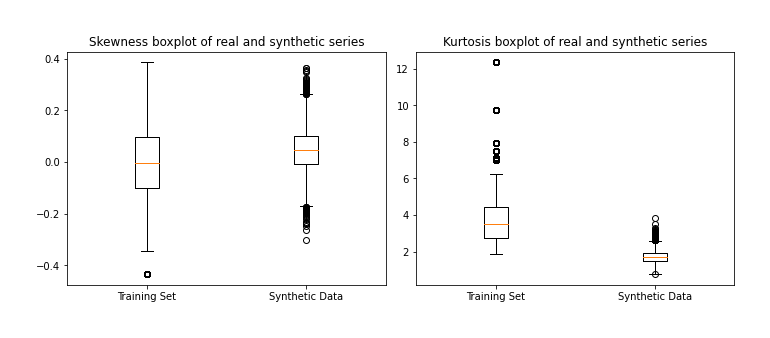 Skewness boxplot of real and synthetic series
0.4
0.2
0.0
−0.2
−0.4
Training Set
Synthetic Data
Kurtosis boxplot of real and synthetic series
12
10
8
6
4
2
Training Set
Synthetic Data